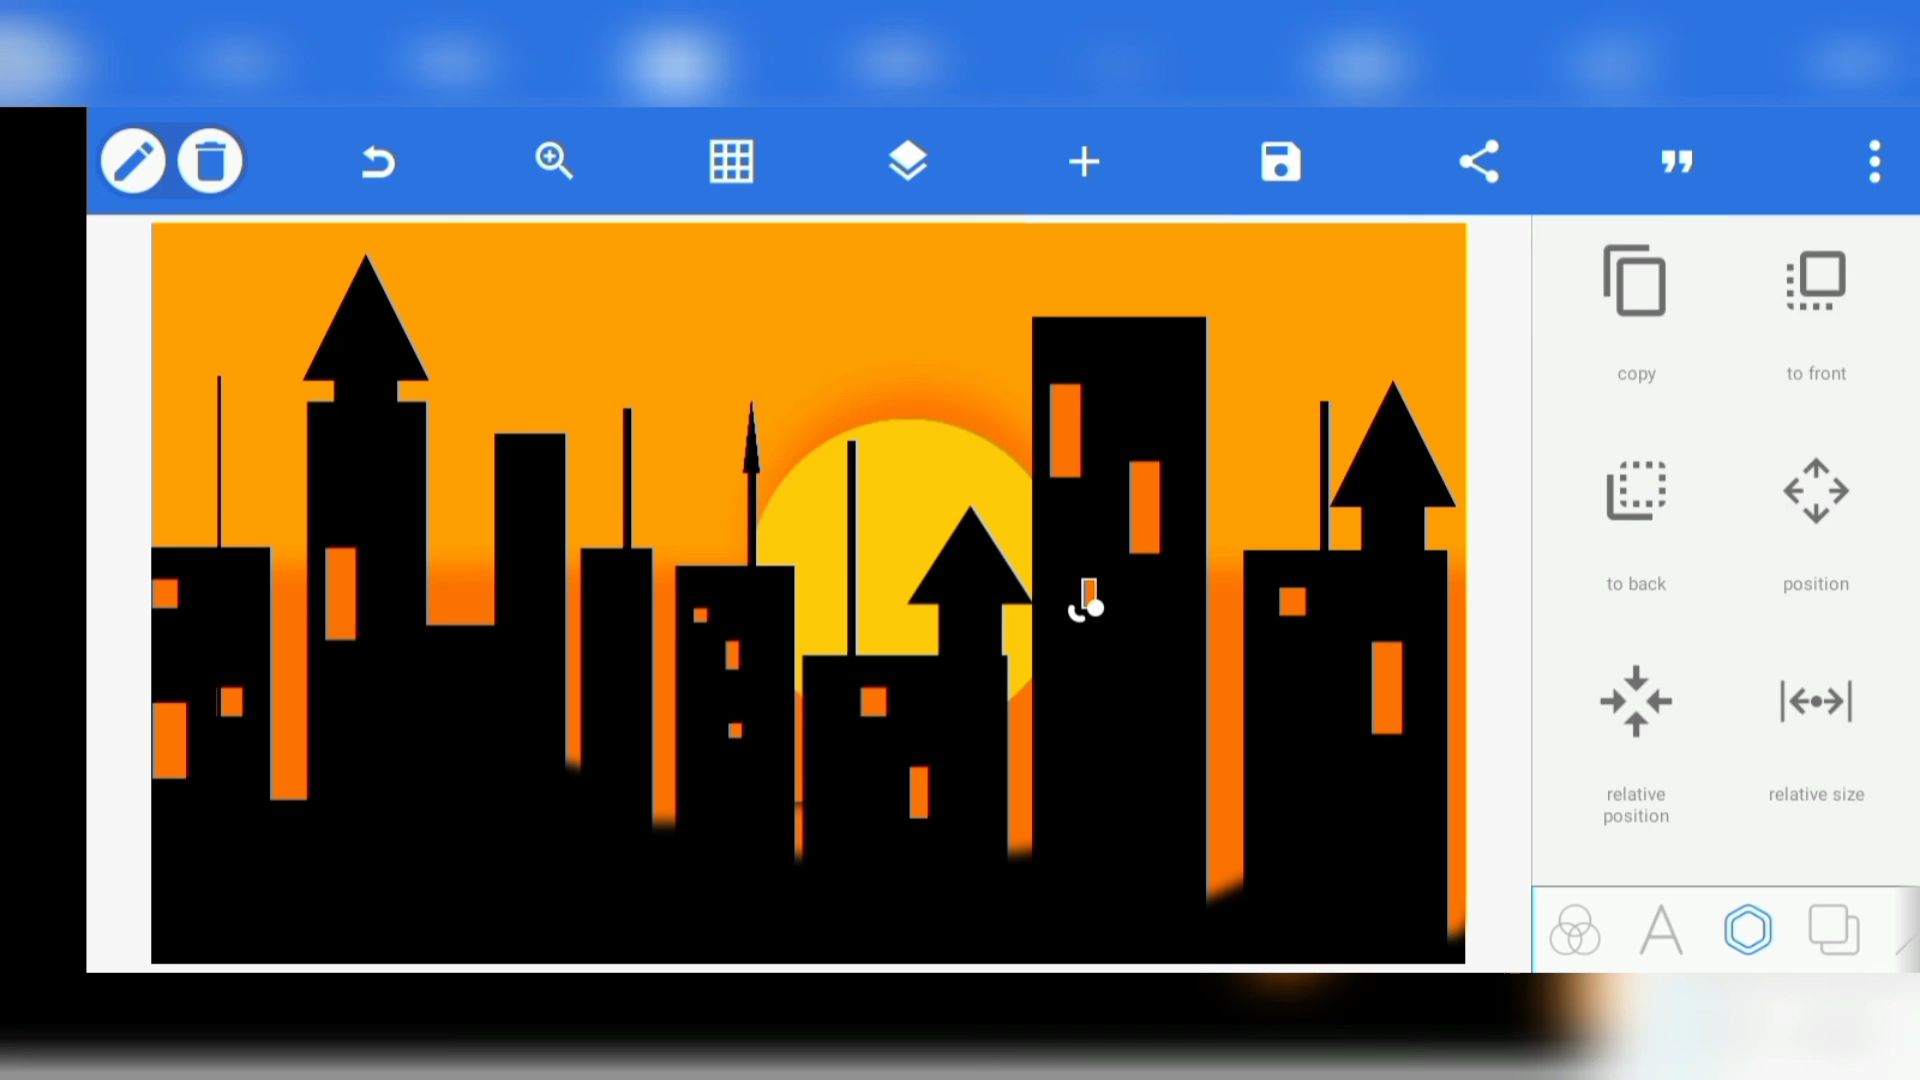 copy
to front
to back
position
relative
position
relative size